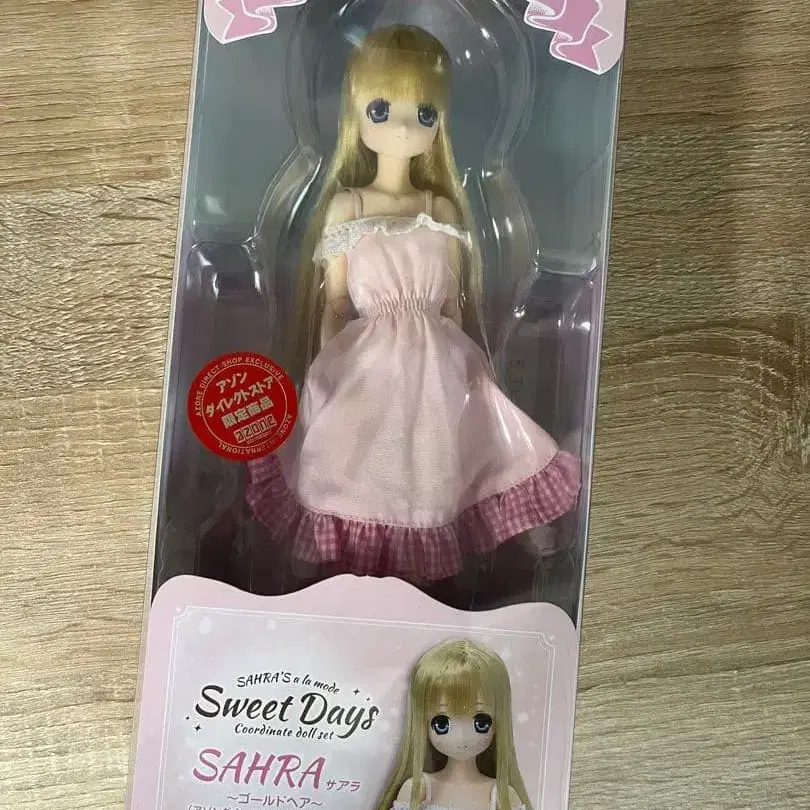 AZONE DIRECT SHOP EXCLUSIVE
アゾン
ダイレクトストア
限定商品
AZONE
INTERNATIONAL
AZONE INTERNATIONAL
SAHRA'S a la mode
Sweet Days
Coordinate doll set
SAHRA サアラ
~ゴールドヘア~